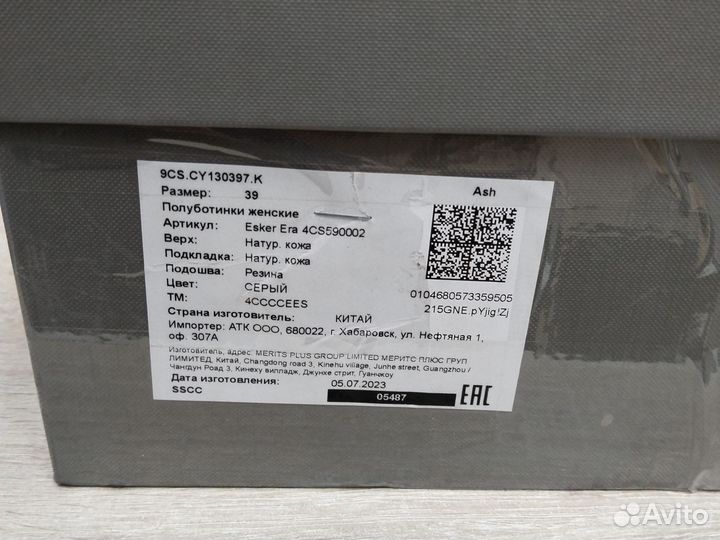 9CS.CY130397.K
Размер: 39 Ash
Полуботинки женские
Артикул: Esker Era 4CS590002
Верх: Натур. кожа
Подкладка: Натур. кожа
Подошва: Резина
Цвет: СЕРЫЙ
ТМ: 4CCCCEES
0104680573359505
215GNE.pYjig!Zj
Страна изготовитель: КИТАЙ
Импортер: АТК ООО, 680022, г. Хабаровск, ул. Нефтяная 1,
оф. 307А
Изготовитель, адрес: MERITS PLUS GROUP LIMITED МЕРИТС ПЛЮС ГРУП
ЛИМИТЕД, Китай, Changdong road 3, Kinehu village, Junhe street, Guangzhou /
Чангдун Роад 3, Кинеху вилладж, Джунхе стрит, Гуанчжоу
Дата изготовления: 05.07.2023
SSCC 05487
EAC
Avito